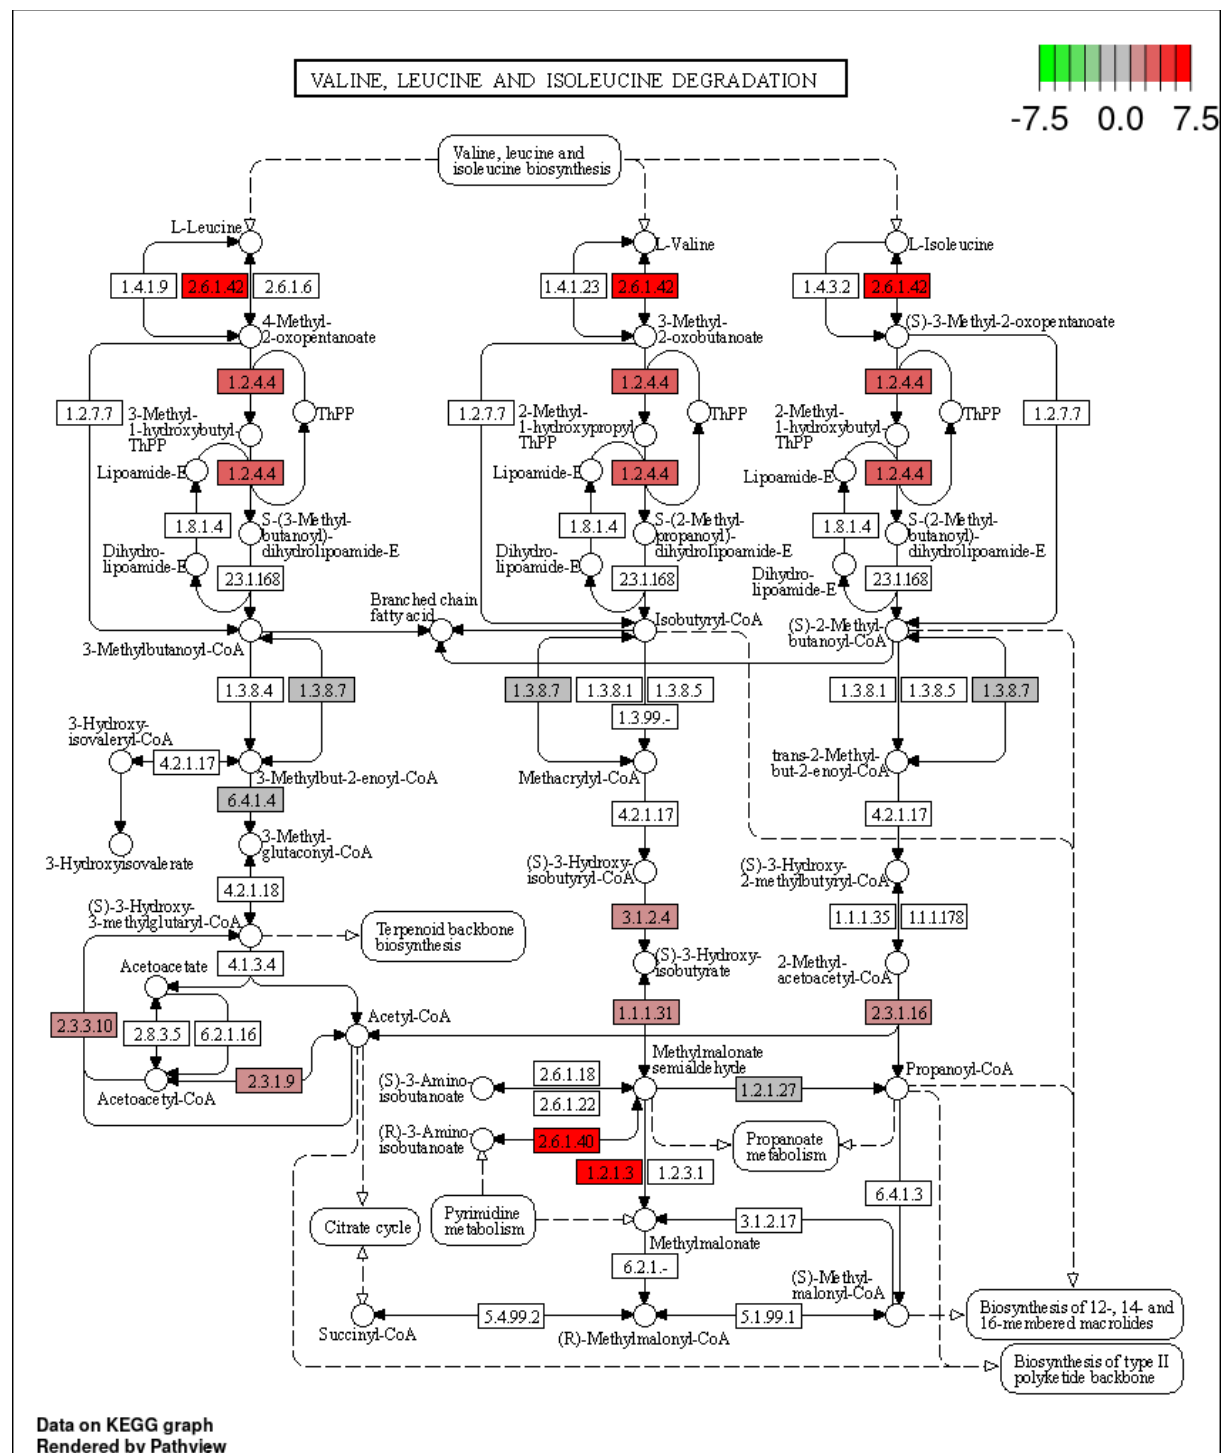 VALINE, LEUCINE AND ISOLEUCINE DEGRADATION
-7.5 0.0 7.5
Valine, leucine and
isoleucine biosynthesis
L-Leucine
L-Valine
L-Isoleucine
1.4.1.9
2.6.1.42
2.6.1.6
1.4.1.23
2.6.1.42
1.4.3.2
2.6.1.42
4-Methyl-
2-oxopentanoate
3-Methyl-
2-oxobutanoate
(S)-3-Methyl-2-oxopentanoate
1.2.4.4
1.2.4.4
1.2.4.4
1.2.7.7
3-Methyl-
1-hydroxybutyl-
ThPP
ThPP
1.2.7.7
2-Methyl-
1-hydroxypropyl
ThPP
ThPP
2-Methyl-
1-hydroxybutyl-
ThPP
ThPP
1.2.7.7
Lipoamide-E
1.2.4.4
Lipoamide-E
1.2.4.4
Lipoamide-E
1.2.4.4
1.8.1.4
S-(3-Methyl-
butanoyl)-
dihydrolipoamide-E
1.8.1.4
S-(2-Methyl-
propanoyl)-
dihydrolipoamide-E
1.8.1.4
S-(2-Methyl-
butanoyl)-
dihydrolipoamide-E
Dihydro-
lipoamide-E
2.3.1.168
Dihydro-
lipoamide-E
2.3.1.168
Dihydro-
lipoamide-E
2.3.1.168
Branched chain
fatty acid
3-Methylbutanoyl-CoA
Isobutyryl-CoA
(S)-2-Methyl-
butanoyl-CoA
1.3.8.4
1.3.8.7
1.3.8.7
1.3.8.1
1.3.8.5
1.3.99.-
1.3.8.1
1.3.8.5
1.3.8.7
3-Hydroxy-
isovaleryl-CoA
4.2.1.17
3-Methylbut-2-enoyl-CoA
Methacrylyl-CoA
trans-2-Methyl-
but-2-enoyl-CoA
6.4.1.4
4.2.1.17
4.2.1.17
3-Hydroxyisovalerate
3-Methyl-
glutaconyl-CoA
(S)-3-Hydroxy-
isobutyryl-CoA
(S)-3-Hydroxy-
2-methylbutyryl-CoA
4.2.1.18
(S)-3-Hydroxy-
3-methylglutaryl-CoA
Terpenoid backbone
biosynthesis
3.1.2.4
1.1.1.35
1.1.1.178
4.1.3.4
Acetoacetate
(S)-3-Hydroxy-
isobutyrate
2-Methyl-
acetoacetyl-CoA
2.3.3.10
2.8.3.5
6.2.1.16
Acetyl-CoA
1.1.1.31
2.3.1.16
2.3.1.9
Acetoacetyl-CoA
Methylmalonate
semialdehyde
Propanoyl-CoA
(S)-3-Amino-
isobutanoate
2.6.1.18
2.6.1.22
1.2.1.27
(R)-3-Amino-
isobutanoate
2.6.1.40
Propanoate
metabolism
1.2.1.3
1.2.3.1
6.4.1.3
Citrate cycle
Pyrimidine
metabolism
3.1.2.17
Methylmalonate
6.2.1.-
(S)-Methyl-
malonyl-CoA
Succinyl-CoA
5.4.99.2
(R)-Methylmalonyl-CoA
5.1.99.1
Biosynthesis of 12-, 14- and
16-membered macrolides
Biosynthesis of type II
polyketide backbone
Data on KEGG graph
Rendered by Pathview